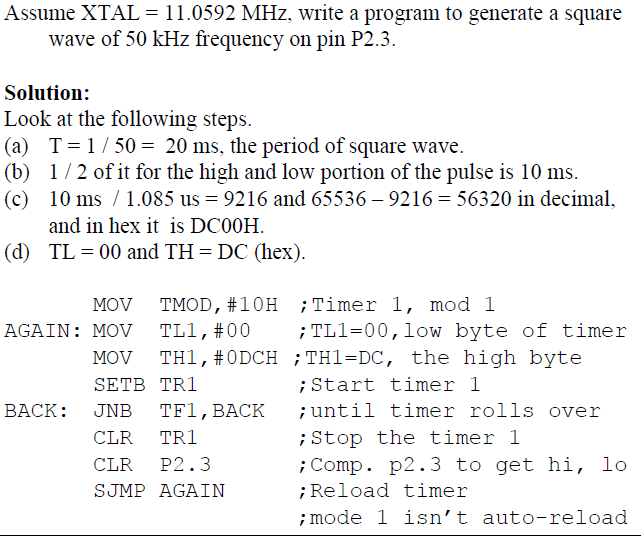 Assume XTAL = 11.0592 MHz, write a program to generate a square
wave of 50 kHz frequency on pin P2.3.
Solution:
Look at the following steps.
(a) T = 1 / 50 = 20 ms, the period of square wave.
(b) 1 / 2 of it for the high and low portion of the pulse is 10 ms.
(c) 10 ms / 1.085 us = 9216 and 65536 – 9216 = 56320 in decimal,
and in hex it is DC00H.
(d) TL = 00 and TH = DC (hex).
MOV TMOD,#10H ;Timer 1, mod 1
AGAIN: MOV TL1,#00 ;TL1=00,low byte of timer
MOV TH1,#0DCH ;TH1=DC, the high byte
SETB TR1 ;Start timer 1
BACK: JNB TF1,BACK ;until timer rolls over
CLR TR1 ;Stop the timer 1
CLR P2.3 ;Comp. p2.3 to get hi, lo
SJMP AGAIN ;Reload timer
;mode 1 isn’t auto-reload